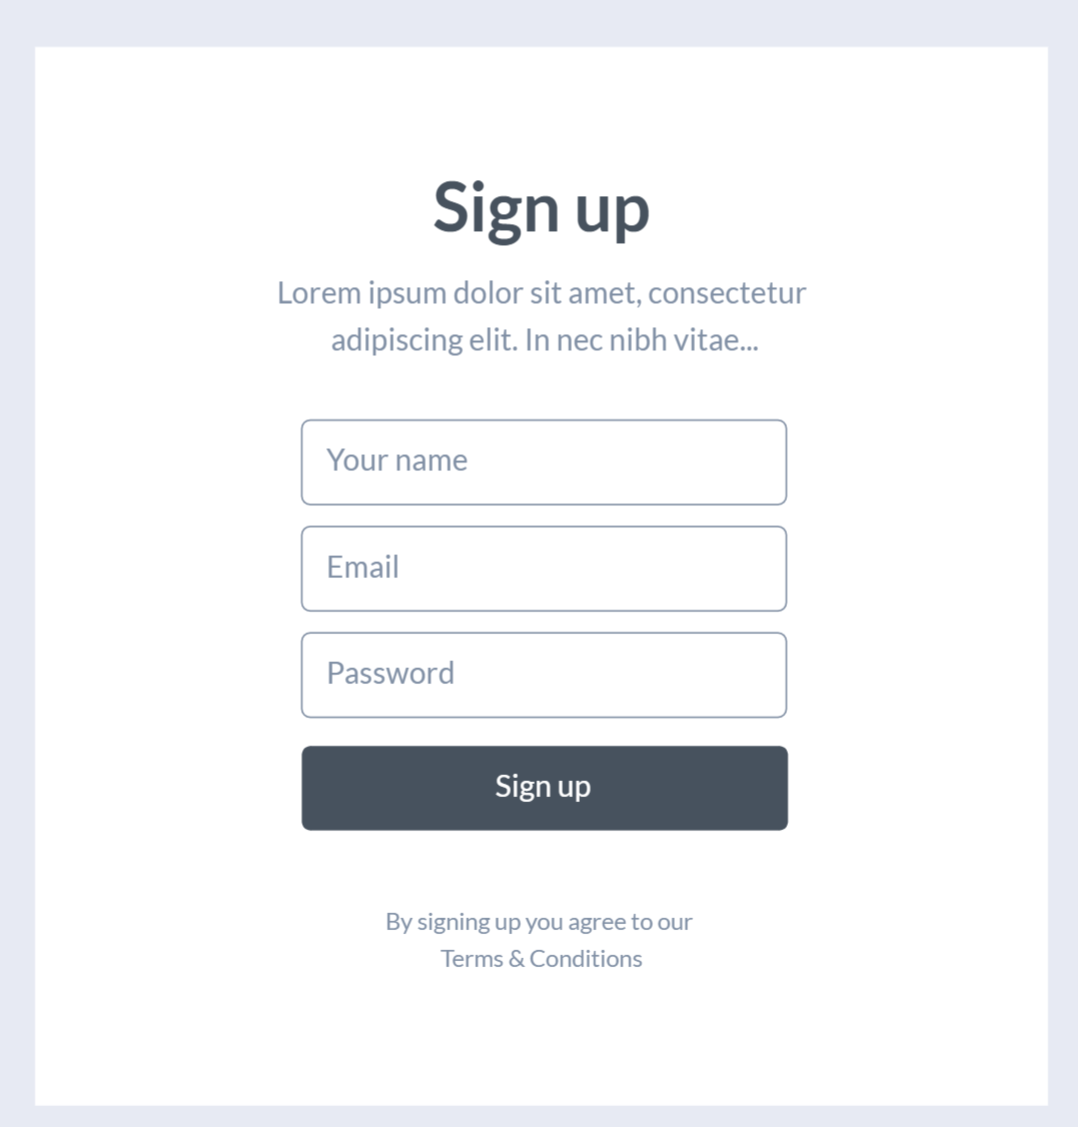 Sign up
Lorem ipsum dolor sit amet, consectetur
adipiscing elit. In nec nibh vitae...
Your name
Email
Password
Sign up
By signing up you agree to our
Terms & Conditions